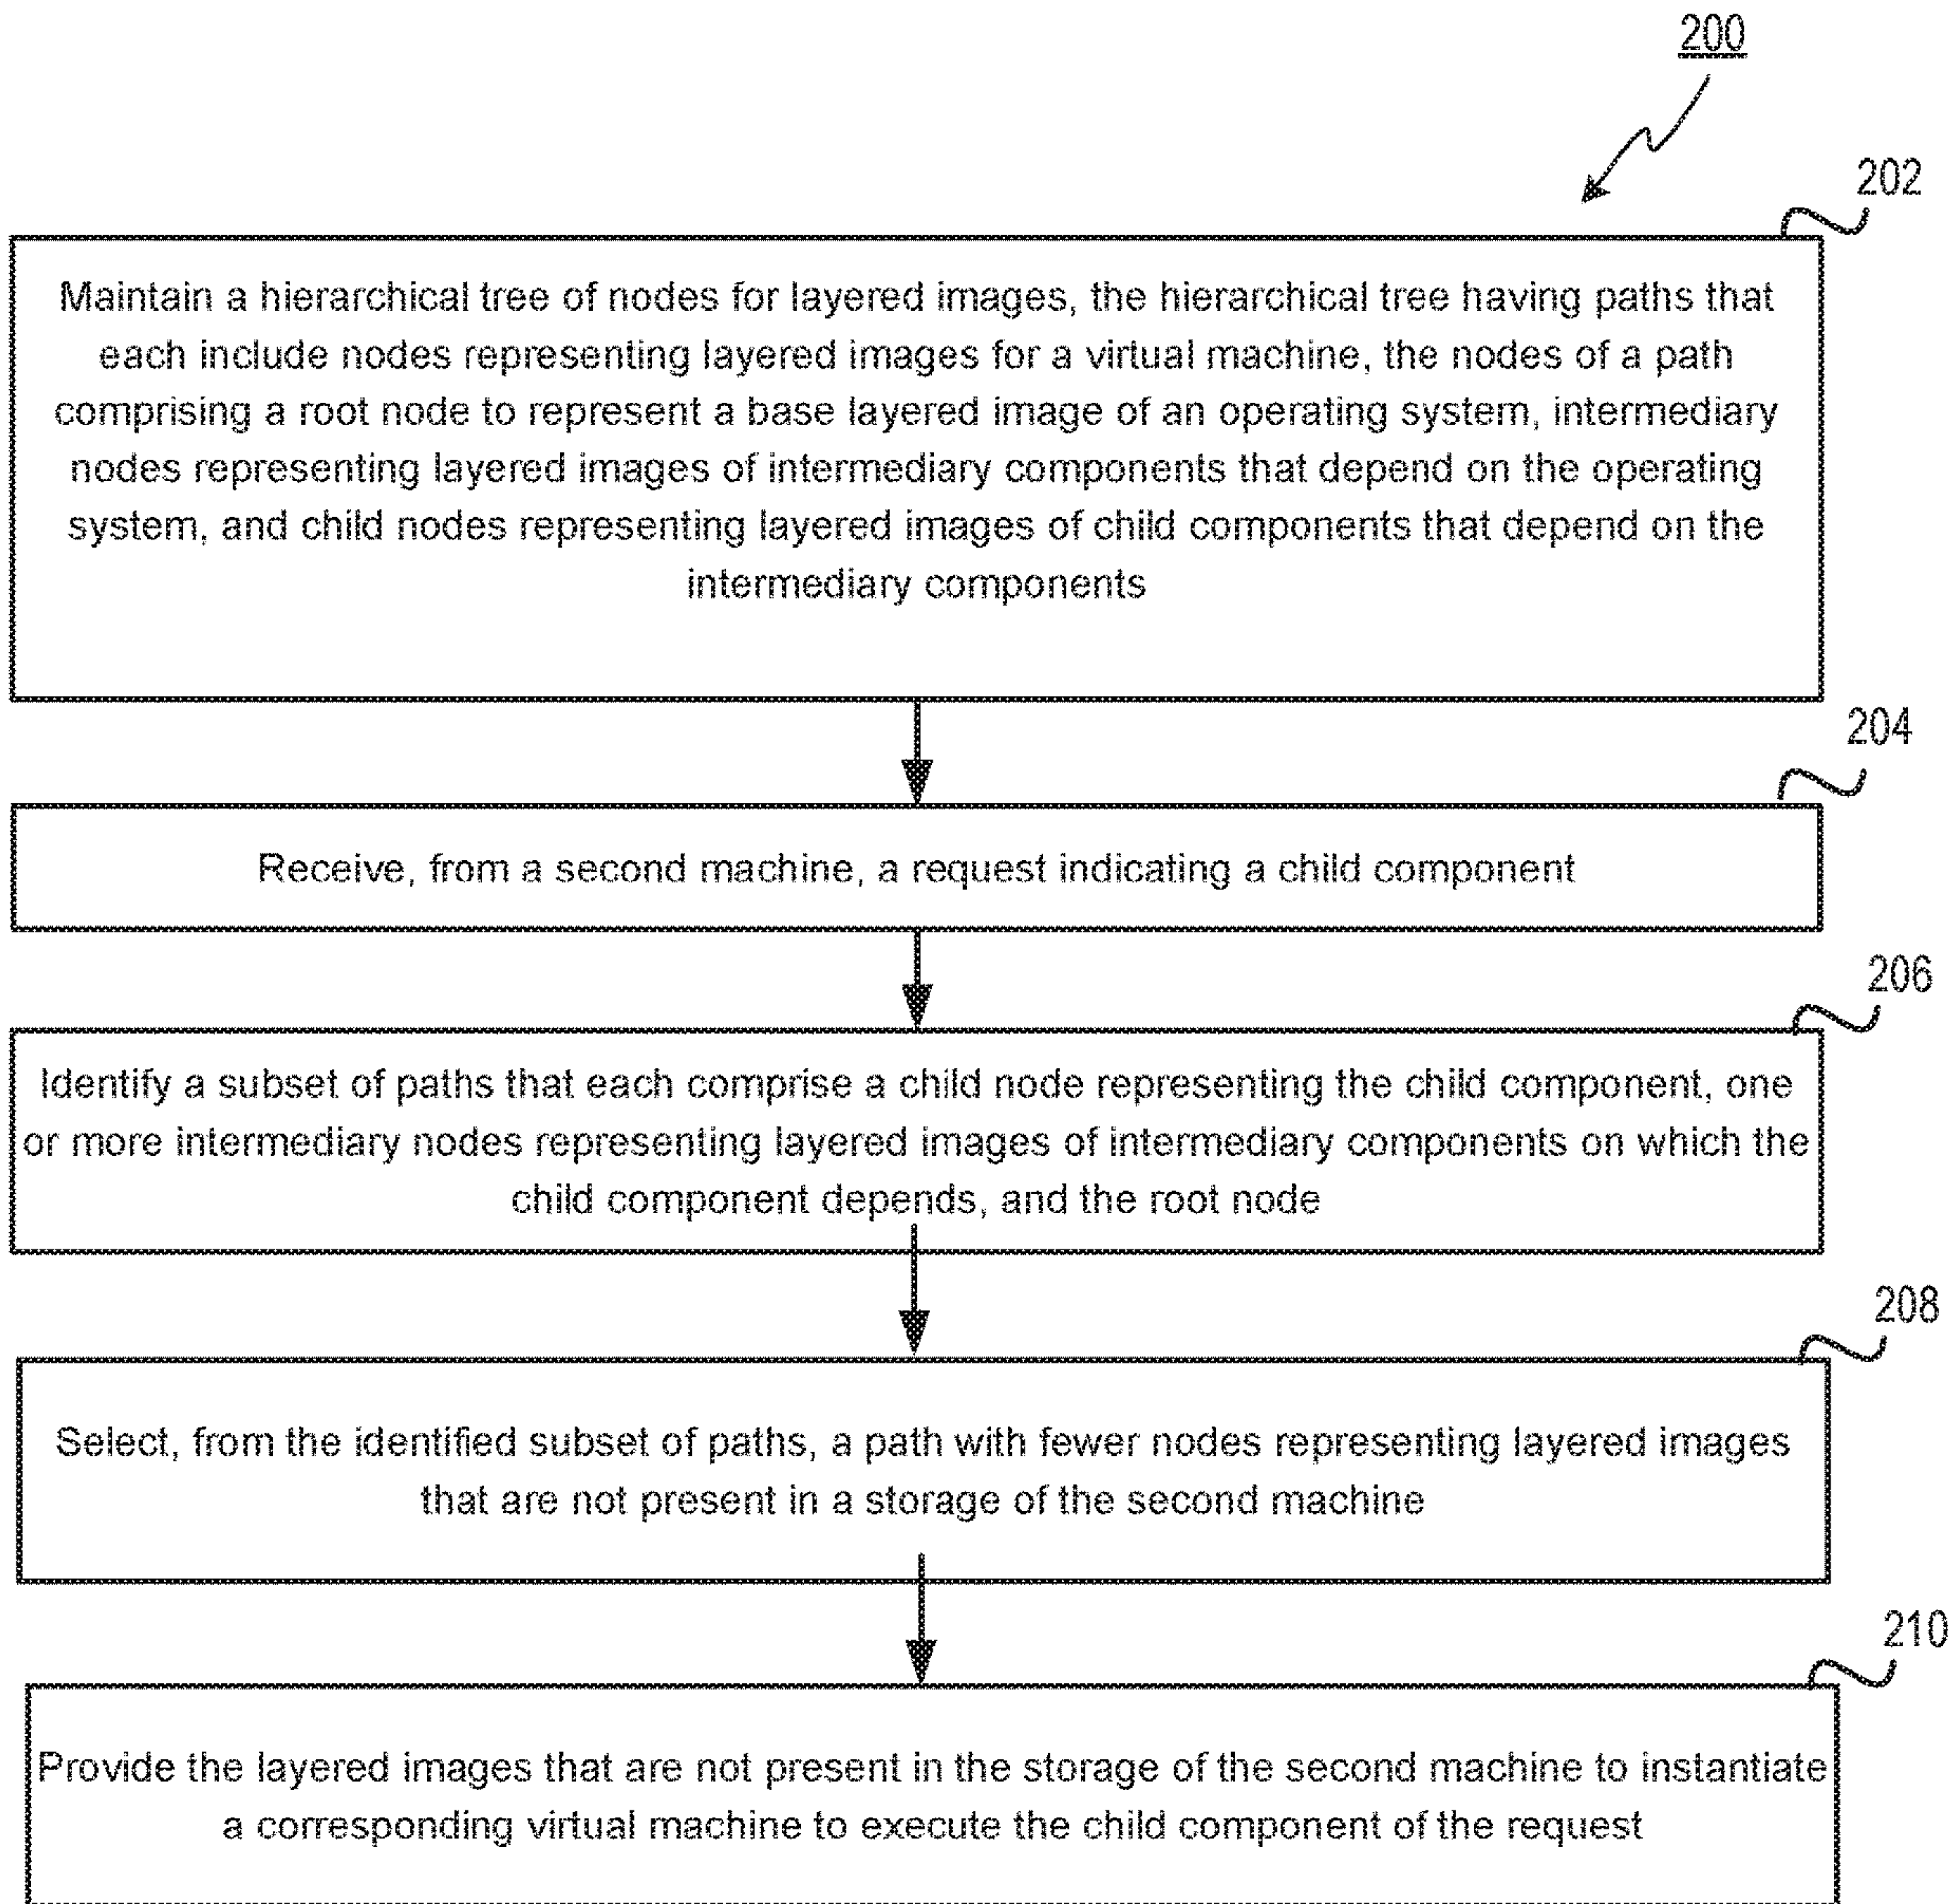 200
202
Maintain a hierarchical tree of nodes for layered images, the hierarchical tree having paths that
each include nodes representing layered images for a virtual machine, the nodes of a path
comprising a root node to represent a base layered image of an operating system, intermediary
nodes representing layered images of intermediary components that depend on the operating
system, and child nodes representing layered images of child components that depend on the
intermediary components
204
Receive, from a second machine, a request indicating a child component
206
Identify a subset of paths that each comprise a child node representing the child component, one
or more intermediary nodes representing layered images of intermediary components on which the
child component depends, and the root node
208
Select, from the identified subset of paths, a path with fewer nodes representing layered images
that are not present in a storage of the second machine
210
Provide the layered images that are not present in the storage of the second machine to instantiate
a corresponding virtual machine to execute the child component of the request